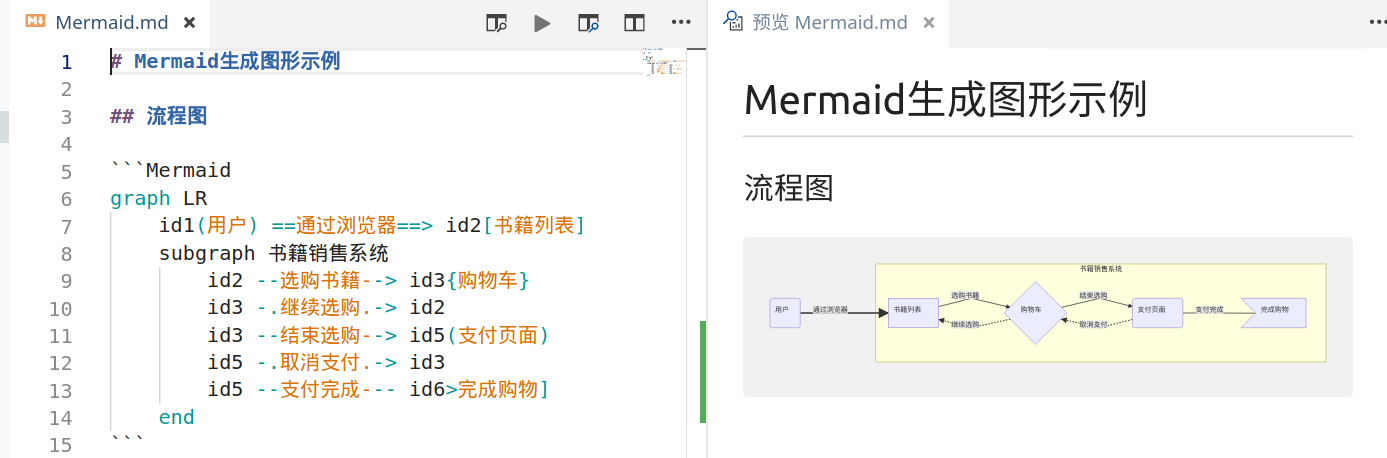 Mermaid.md
预览 Mermaid.md
1 # Mermaid生成图形示例
2
3 ## 流程图
4
5 ```Mermaid
6 graph LR
7 id1(用户) ==通过浏览器==> id2[书籍列表]
8 subgraph 书籍销售系统
9 id2 --选购书籍--> id3{购物车}
10 id3 -.继续选购.-> id2
11 id3 --结束选购--> id5(支付页面)
12 id5 -.取消支付.-> id3
13 id5 --支付完成--- id6>完成购物]
14 end
15 ```
Mermaid生成图形示例
流程图
书籍销售系统
用户
通过浏览器
书籍列表
选购书籍
继续选购
购物车
结束选购
取消支付
支付页面
支付完成
完成购物